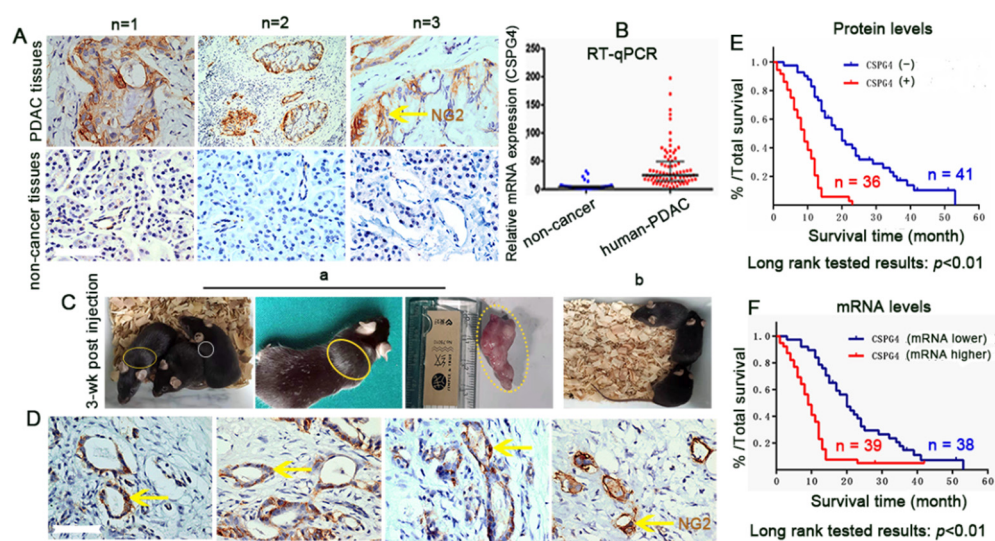 n=1
n=2
n=3
A
PDAC tissues
NG2
non-cancer tissues
B
RT-qPCR
Relative mRNA expression (CSPG4)
250
200
150
100
50
0
non-cancer
human-PDAC
E
Protein levels
CSPG4 (−)
CSPG4 (+)
% /Total survival
1.0
0.8
0.6
0.4
0.2
n = 36
n = 41
0 10 20 30 40 50 60
Survival time (month)
Long rank tested results: p<0.01
a
b
C
3-wk post injection
D
NG2
F
mRNA levels
CSPG4 (mRNA lower)
CSPG4 (mRNA higher)
% /Total survival
1.0
0.8
0.6
0.4
0.2
n = 39
n = 38
0 10 20 30 40 50 60
Survival time (month)
Long rank tested results: p<0.01